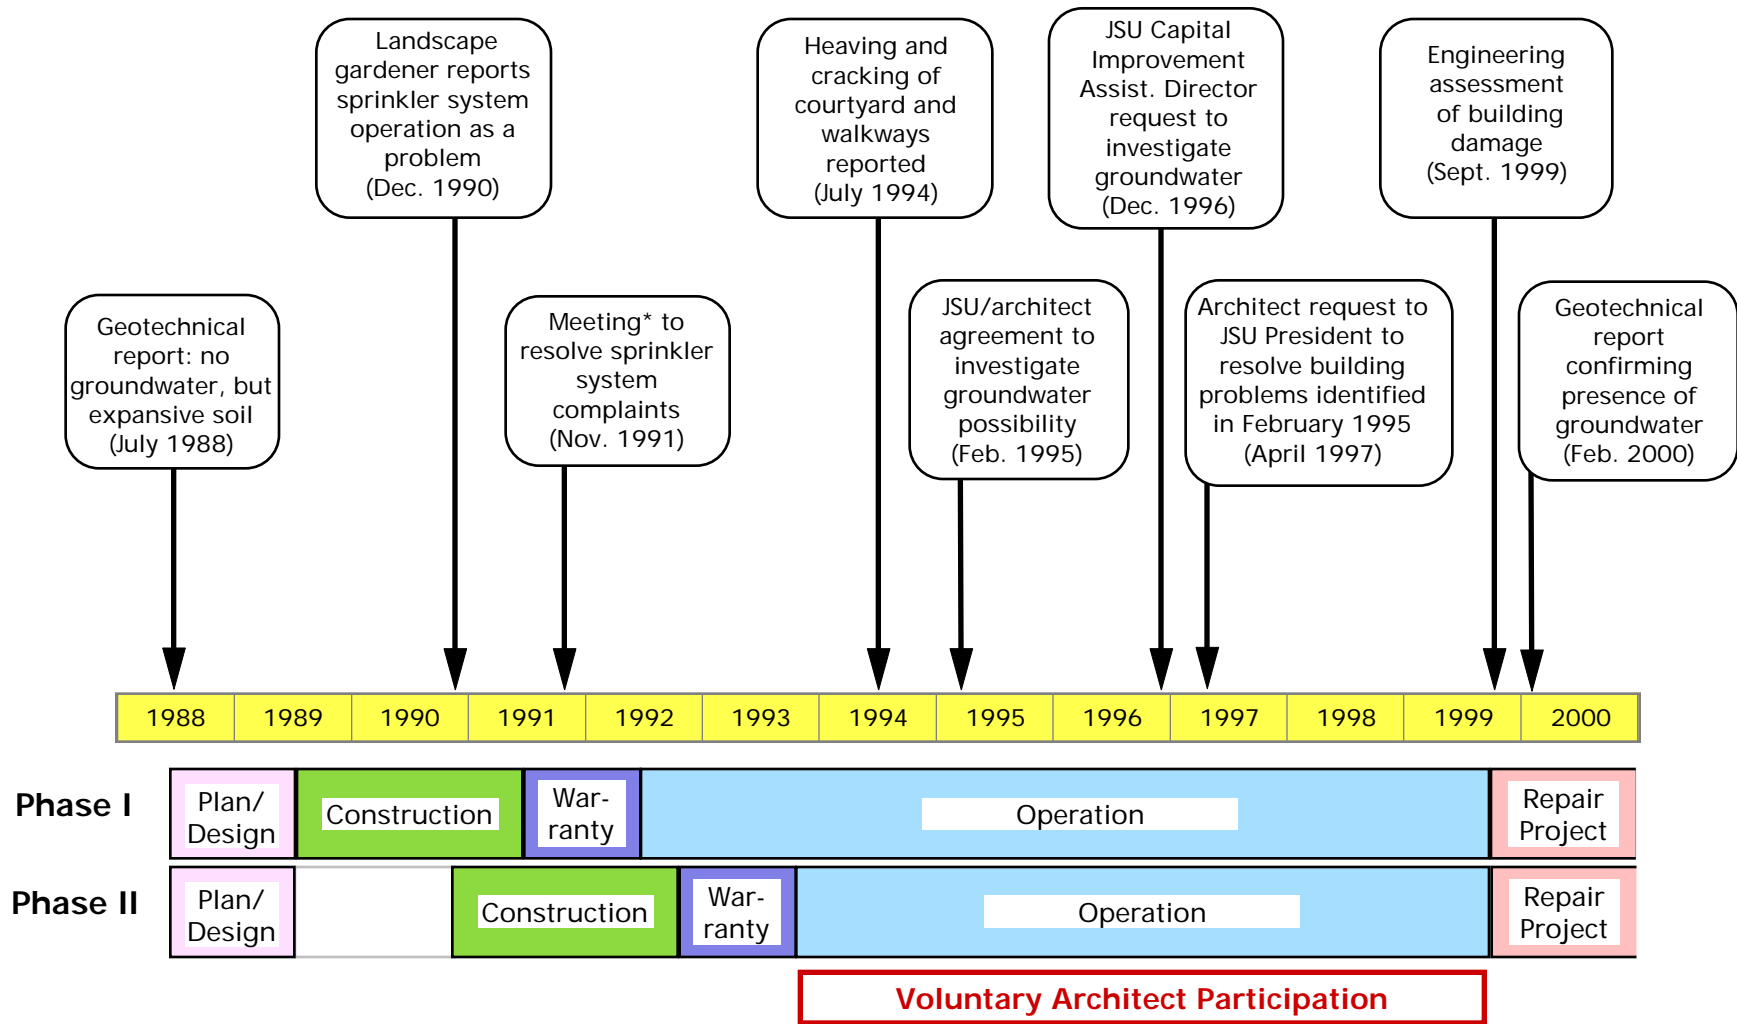 Landscape
gardener reports
sprinkler system
operation as a
problem
(Dec. 1990)
Heaving and
cracking of
courtyard and
walkways
reported
(July 1994)
JSU Capital
Improvement
Assist. Director
request to
investigate
groundwater
(Dec. 1996)
Engineering
assessment
of building
damage
(Sept. 1999)
Geotechnical
report: no
groundwater, but
expansive soil
(July 1988)
Meeting* to
resolve sprinkler
system
complaints
(Nov. 1991)
JSU/architect
agreement to
investigate
groundwater
possibility
(Feb. 1995)
Architect request to
JSU President to
resolve building
problems identified
in February 1995
(April 1997)
Geotechnical
report
confirming
presence of
groundwater
(Feb. 2000)
1988 1989 1990 1991 1992 1993 1994 1995 1996 1997 1998 1999 2000
Phase I
Plan/
Design
Construction
War-
ranty
Operation
Repair
Project
Phase II
Plan/
Design
Construction
War-
ranty
Operation
Repair
Project
Voluntary Architect Participation